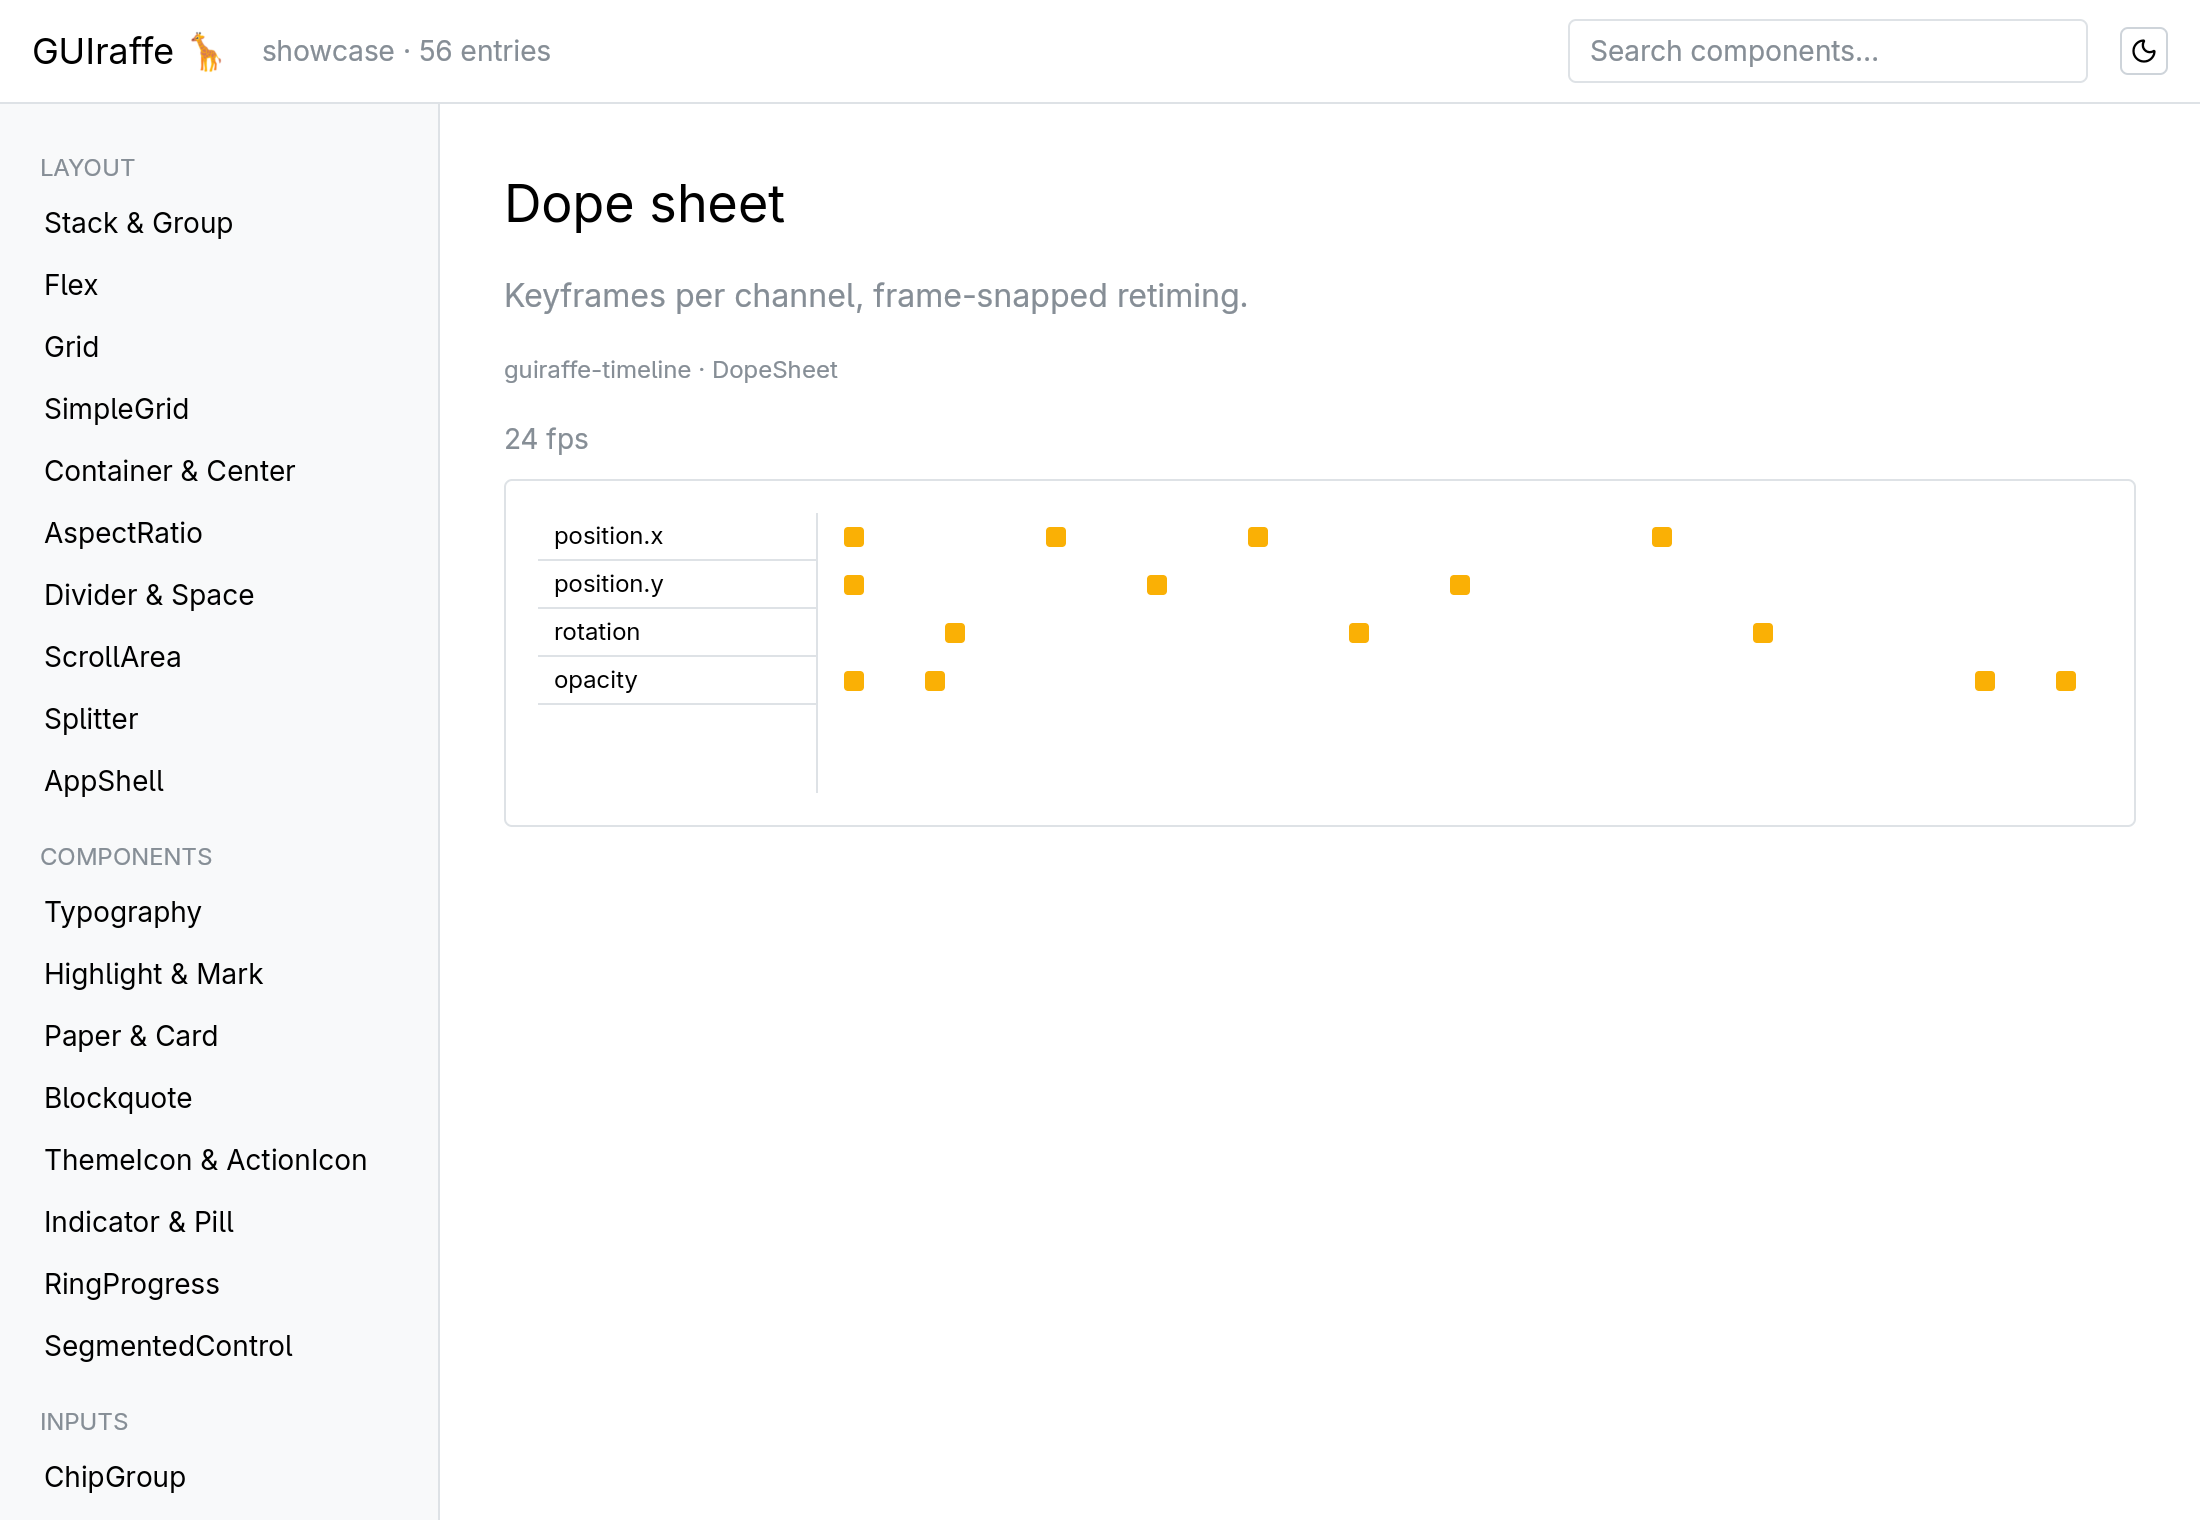 GUIraffe 🦒 showcase · 56 entries
Search components...
LAYOUT
Stack & Group
Flex
Grid
SimpleGrid
Container & Center
AspectRatio
Divider & Space
ScrollArea
Splitter
AppShell
COMPONENTS
Typography
Highlight & Mark
Paper & Card
Blockquote
ThemeIcon & ActionIcon
Indicator & Pill
RingProgress
SegmentedControl
INPUTS
ChipGroup
Dope sheet
Keyframes per channel, frame-snapped retiming.
guiraffe-timeline · DopeSheet
24 fps
position.x
position.y
rotation
opacity